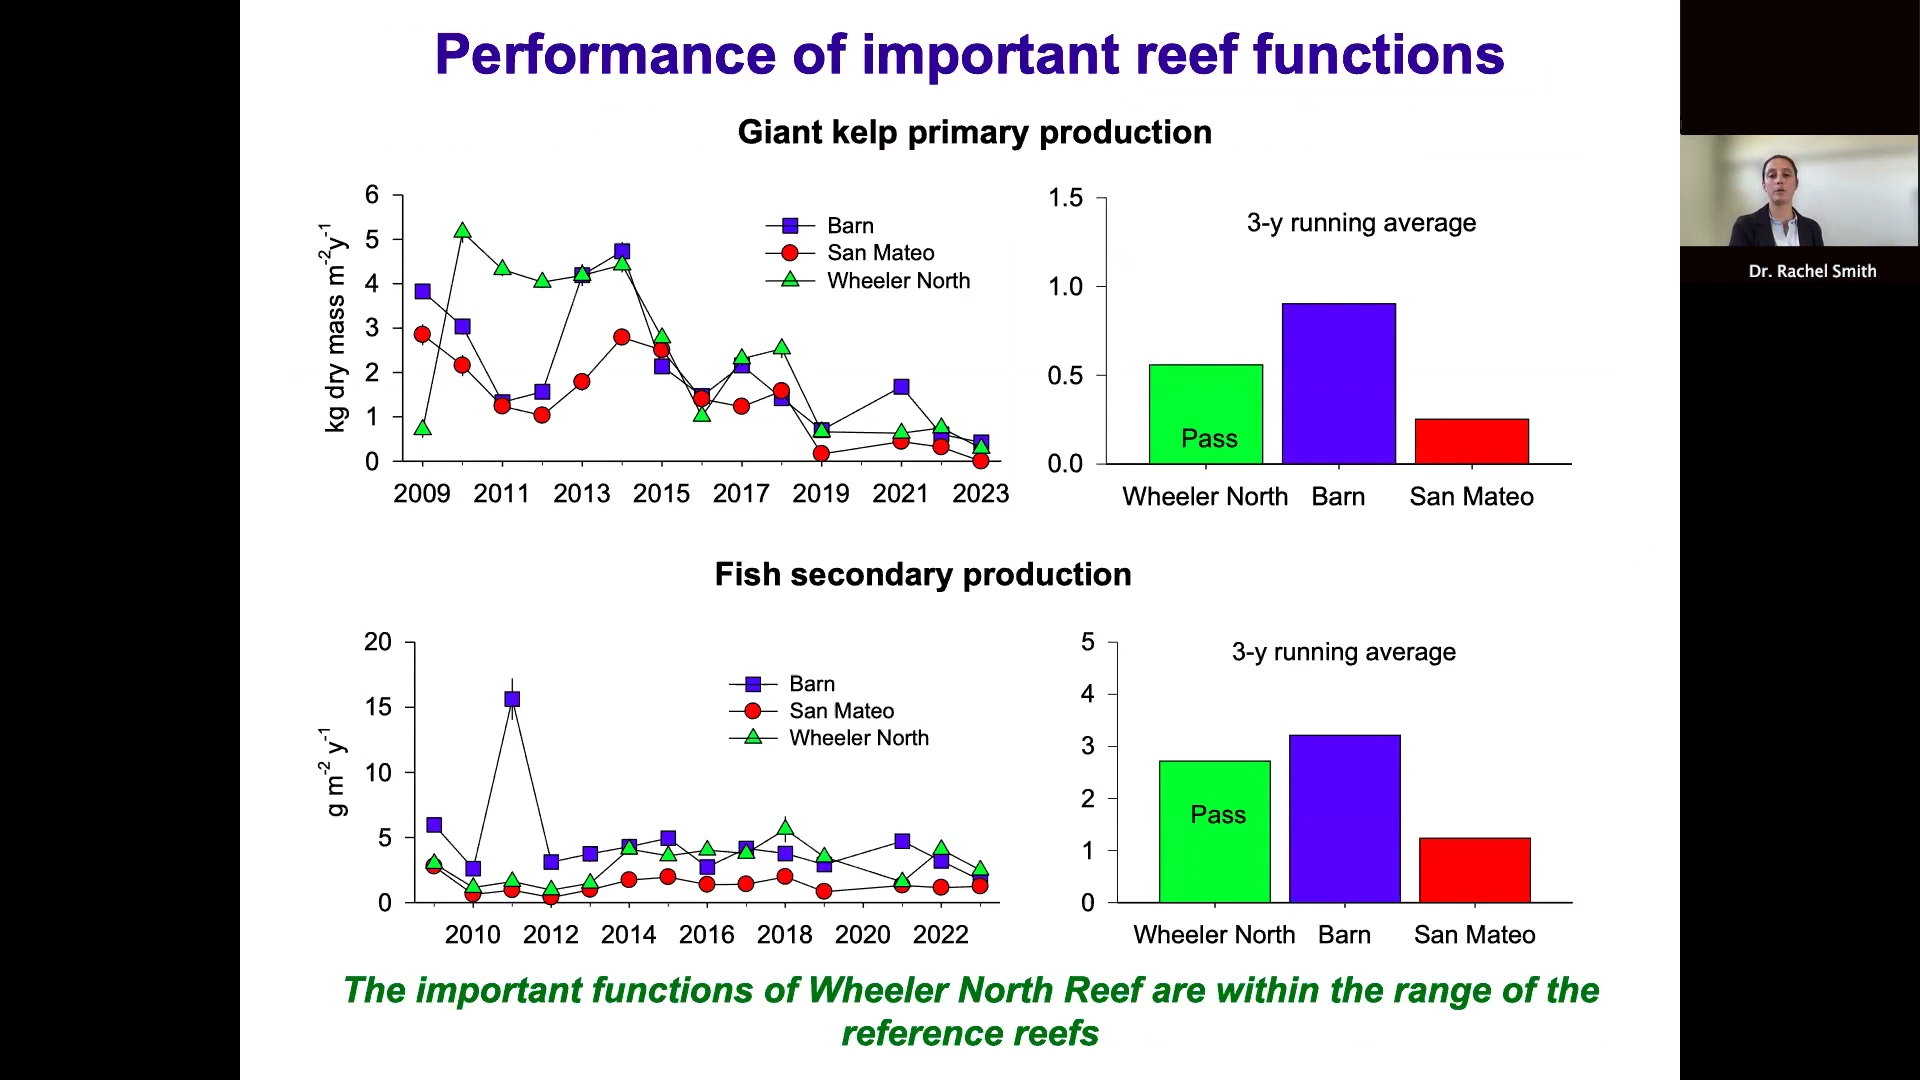 Performance of important reef functions
Giant kelp primary production
kg dry mass m-2y-1
6
5
4
3
2
1
0
Barn
San Mateo
Wheeler North
2009 2011 2013 2015 2017 2019 2021 2023
1.5
1.0
0.5
0.0
3-y running average
Pass
Wheeler North Barn San Mateo
Dr. Rachel Smith
Fish secondary production
g m-2 y-1
20
15
10
5
0
Barn
San Mateo
Wheeler North
2010 2012 2014 2016 2018 2020 2022
5
4
3
2
1
0
3-y running average
Pass
Wheeler North Barn San Mateo
The important functions of Wheeler North Reef are within the range of the
reference reefs